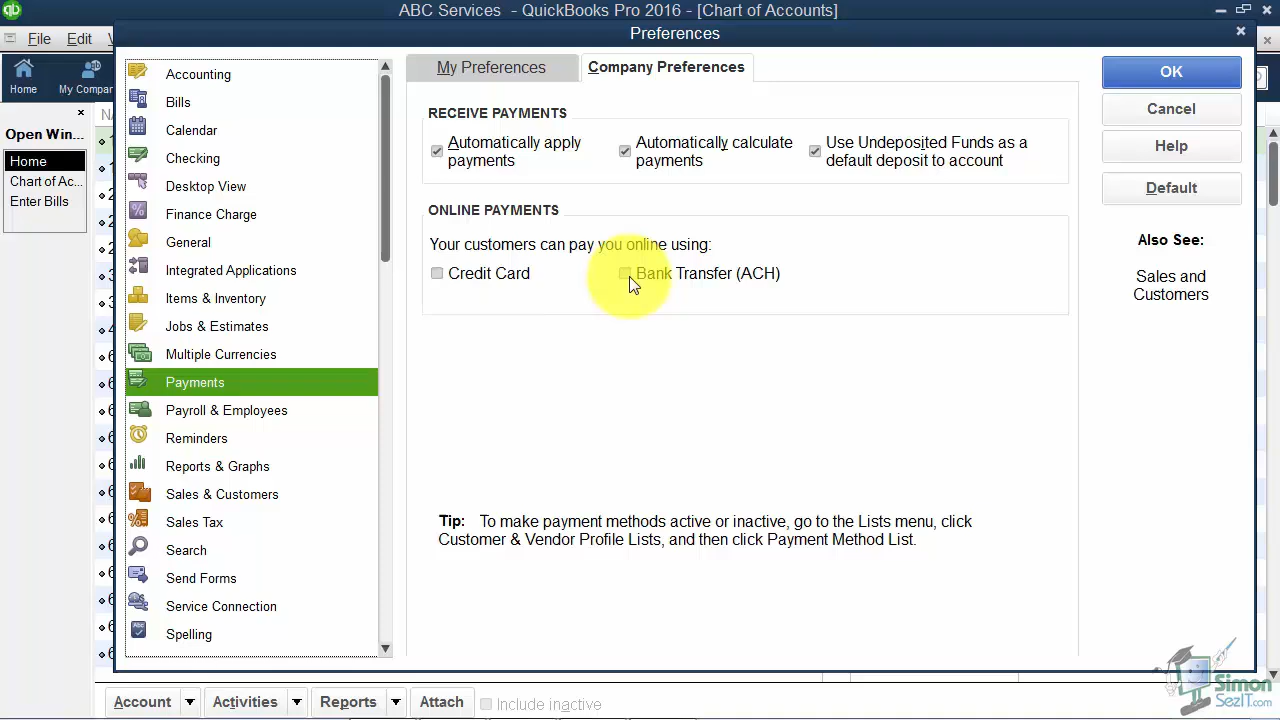 ABC Services - QuickBooks Pro 2016 - [Chart of Accounts]
File Edit
Preferences
Home
My Compar
Open Win...
Home
Chart of Ac...
Enter Bills
Accounting
Bills
Calendar
Checking
Desktop View
Finance Charge
General
Integrated Applications
Items & Inventory
Jobs & Estimates
Multiple Currencies
Payments
Payroll & Employees
Reminders
Reports & Graphs
Sales & Customers
Sales Tax
Search
Send Forms
Service Connection
Spelling
My Preferences
Company Preferences
RECEIVE PAYMENTS
Automatically apply
payments
Automatically calculate
payments
Use Undeposited Funds as a
default deposit to account
ONLINE PAYMENTS
Your customers can pay you online using:
Credit Card
Bank Transfer (ACH)
Tip: To make payment methods active or inactive, go to the Lists menu, click
Customer & Vendor Profile Lists, and then click Payment Method List.
OK
Cancel
Help
Default
Also See:
Sales and
Customers
Account
Activities
Reports
Attach
Include inactive
Simon
SezIT.com